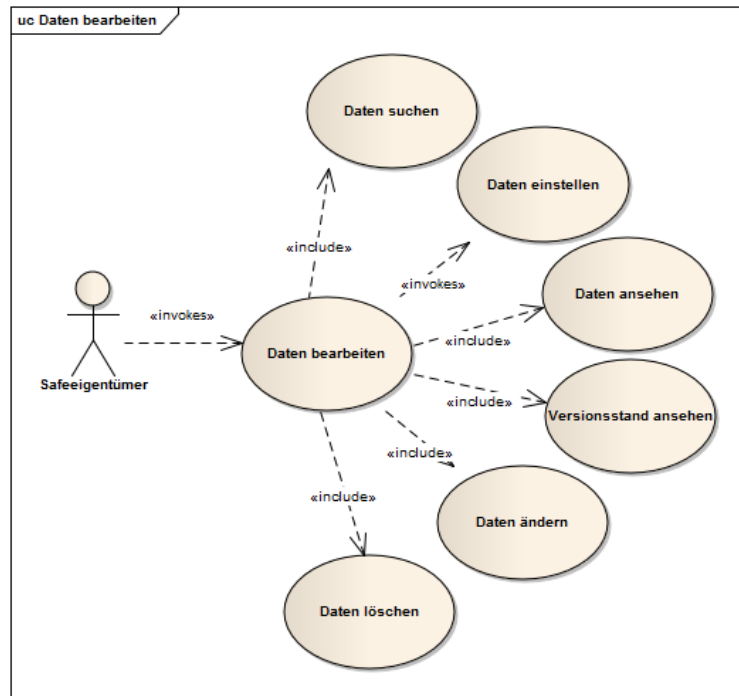 uc Daten bearbeiten
Daten suchen
Daten einstellen
«include»
«invokes»
Daten ansehen
«invokes»
Safeeigentümer
Daten bearbeiten
«include»
«include»
Versionsstand ansehen
«include»
«include»
Daten ändern
Daten löschen